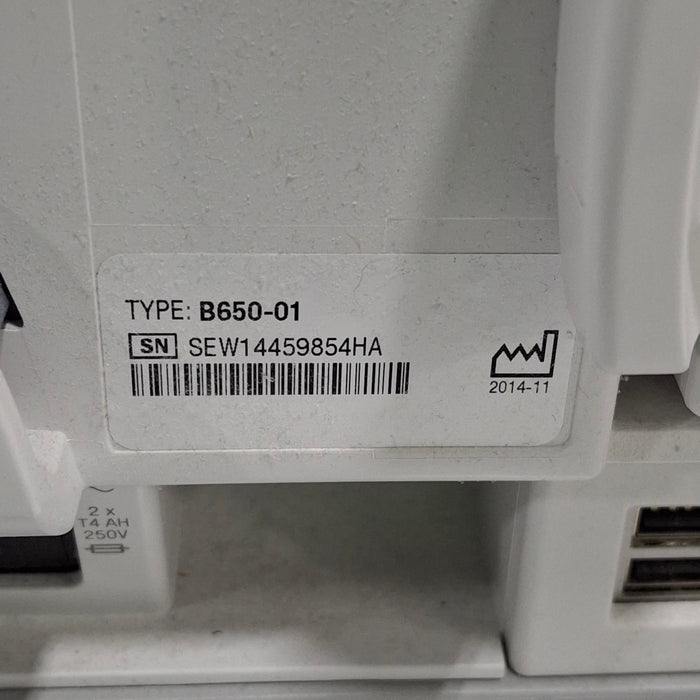 TYPE: B650-01
SN SEW14459854HA
2014-11
2 x
T4 AH
250V